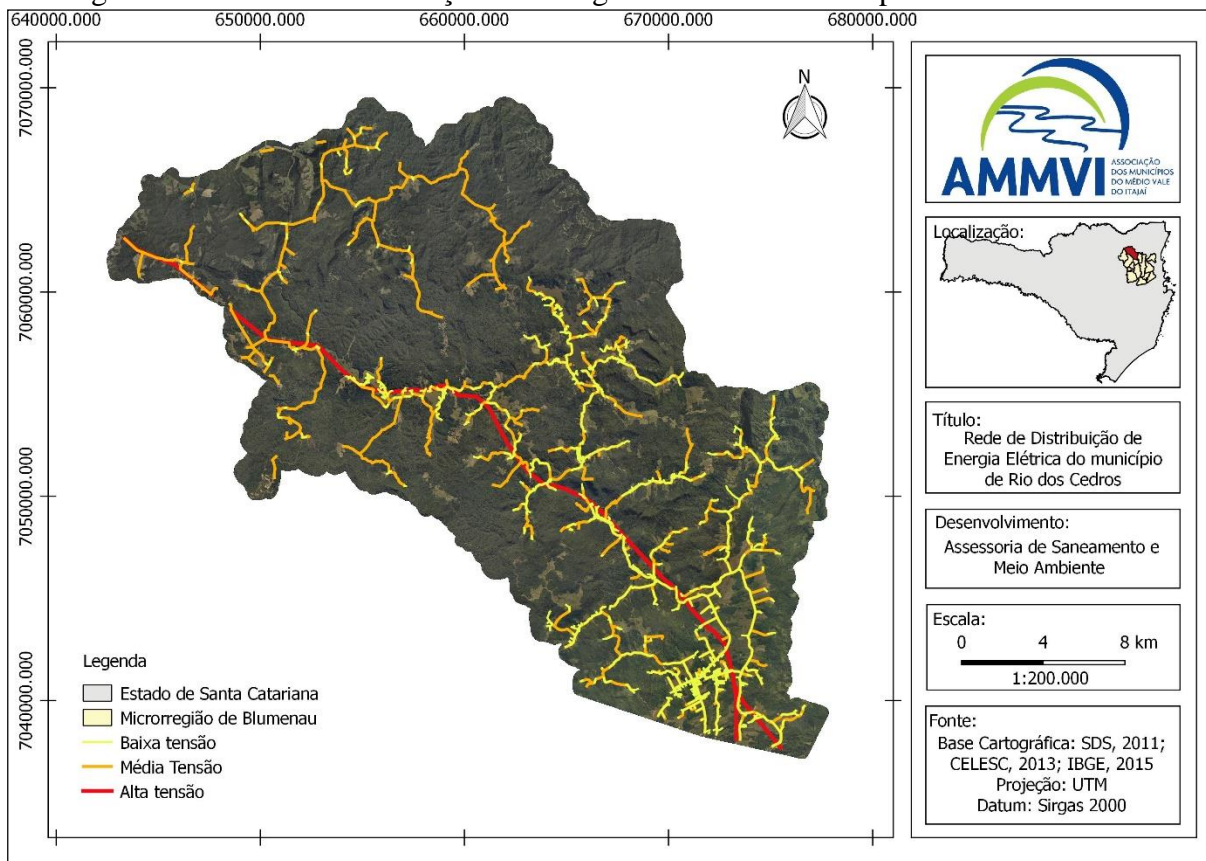 640000.000 650000.000 660000.000 670000.000 680000.000
7070000.000
7060000.000
7050000.000
7040000.000
N
Legenda
Estado de Santa Catariana
Microrregião de Blumenau
Baixa tensão
Média Tensão
Alta tensão
AMMVI
ASSOCIAÇÃO
DOS MUNICÍPIOS
DO MÉDIO VALE
DO ITAJAÍ
Localização:
Título:
Rede de Distribuição de
Energia Elétrica do município
de Rio dos Cedros
Desenvolvimento:
Assessoria de Saneamento e
Meio Ambiente
Escala:
0 4 8 km
1:200.000
Fonte:
Base Cartográfica: SDS, 2011;
CELESC, 2013; IBGE, 2015
Projeção: UTM
Datum: Sirgas 2000